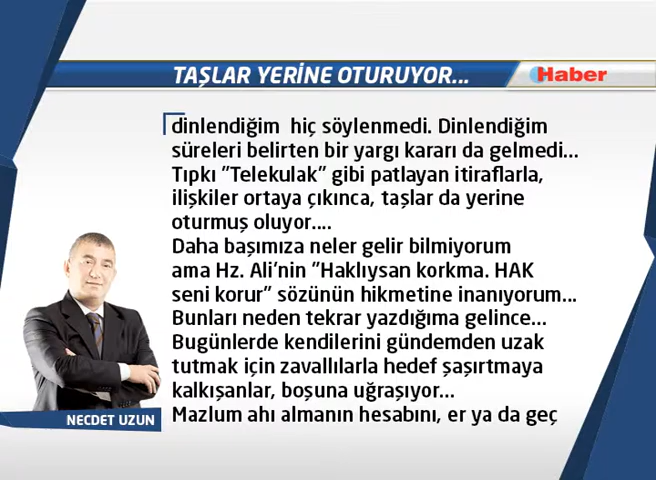 TAŞLAR YERİNE OTURUYOR...
Haber
dinlendiğim hiç söylenmedi. Dinlendiğim
süreleri belirten bir yargı kararı da gelmedi...
Tıpkı "Telekulak" gibi patlayan itiraflarla,
ilişkiler ortaya çıkınca, taşlar da yerine
oturmuş oluyor....
Daha başımıza neler gelir bilmiyorum
ama Hz. Ali'nin "Haklıysan korkma. HAK
seni korur" sözünün hikmetine inanıyorum...
Bunları neden tekrar yazdığıma gelince...
Bugünlerde kendilerini gündemden uzak
tutmak için zavallılarla hedef şaşırtmaya
kalkışanlar, boşuna uğraşıyor...
Mazlum ahı almanın hesabını, er ya da geç
NECDET UZUN